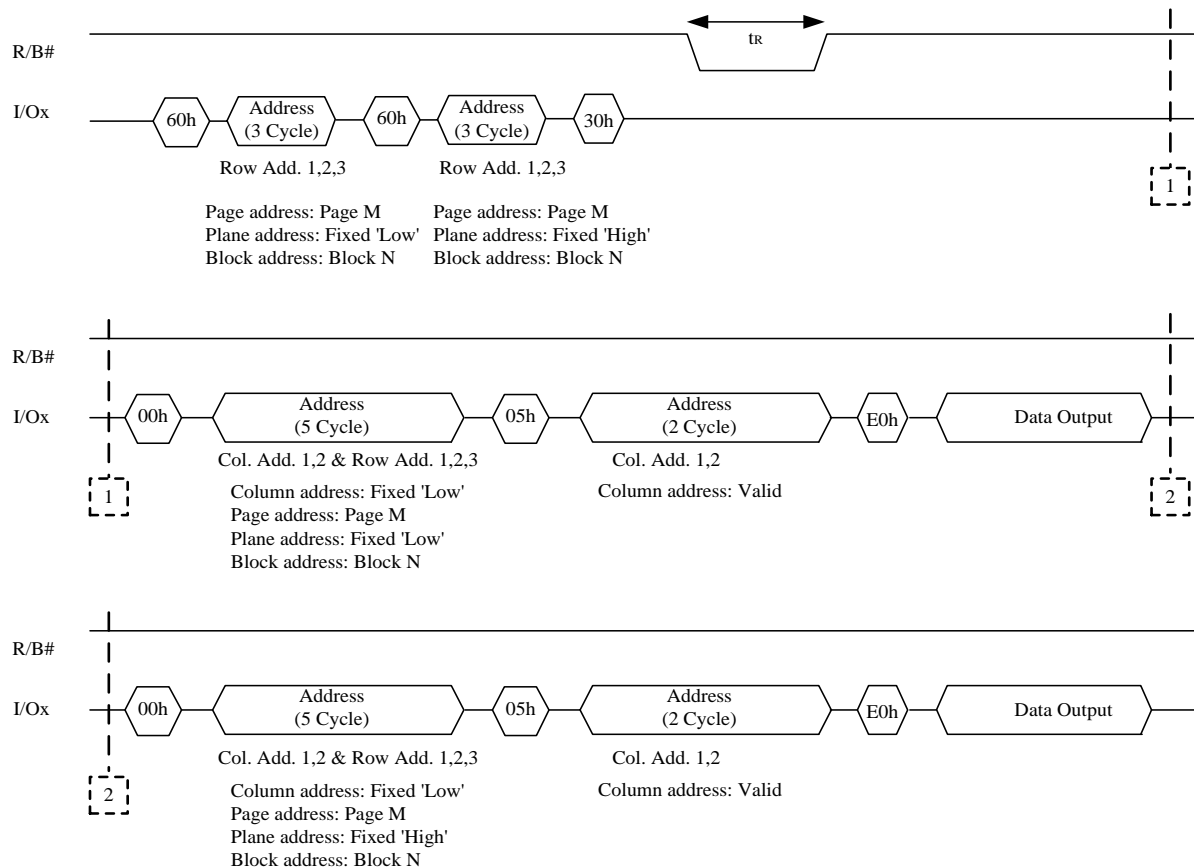 R/B#
tR
I/Ox
60h
Address
(3 Cycle)
60h
Address
(3 Cycle)
30h
Row Add. 1,2,3
Row Add. 1,2,3
1
Page address: Page M
Plane address: Fixed 'Low'
Block address: Block N
Page address: Page M
Plane address: Fixed 'High'
Block address: Block N
R/B#
I/Ox
00h
Address
(5 Cycle)
05h
Address
(2 Cycle)
E0h
Data Output
Col. Add. 1,2 & Row Add. 1,2,3
Col. Add. 1,2
1
Column address: Fixed 'Low'
Page address: Page M
Plane address: Fixed 'Low'
Block address: Block N
Column address: Valid
2
R/B#
I/Ox
00h
Address
(5 Cycle)
05h
Address
(2 Cycle)
E0h
Data Output
Col. Add. 1,2 & Row Add. 1,2,3
Col. Add. 1,2
2
Column address: Fixed 'Low'
Page address: Page M
Plane address: Fixed 'High'
Block address: Block N
Column address: Valid